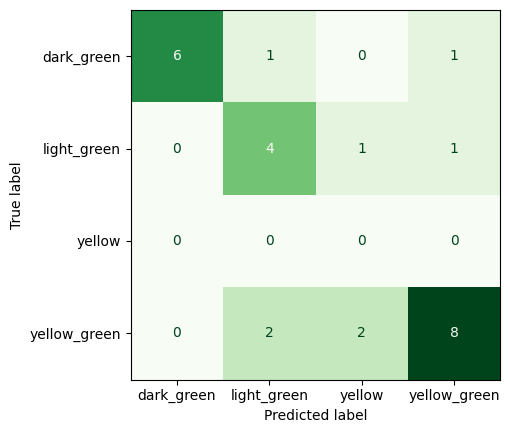 True label
dark_green 6 1 0 1
light_green 0 4 1 1
yellow 0 0 0 0
yellow_green 0 2 2 8
dark_green light_green yellow yellow_green
Predicted label